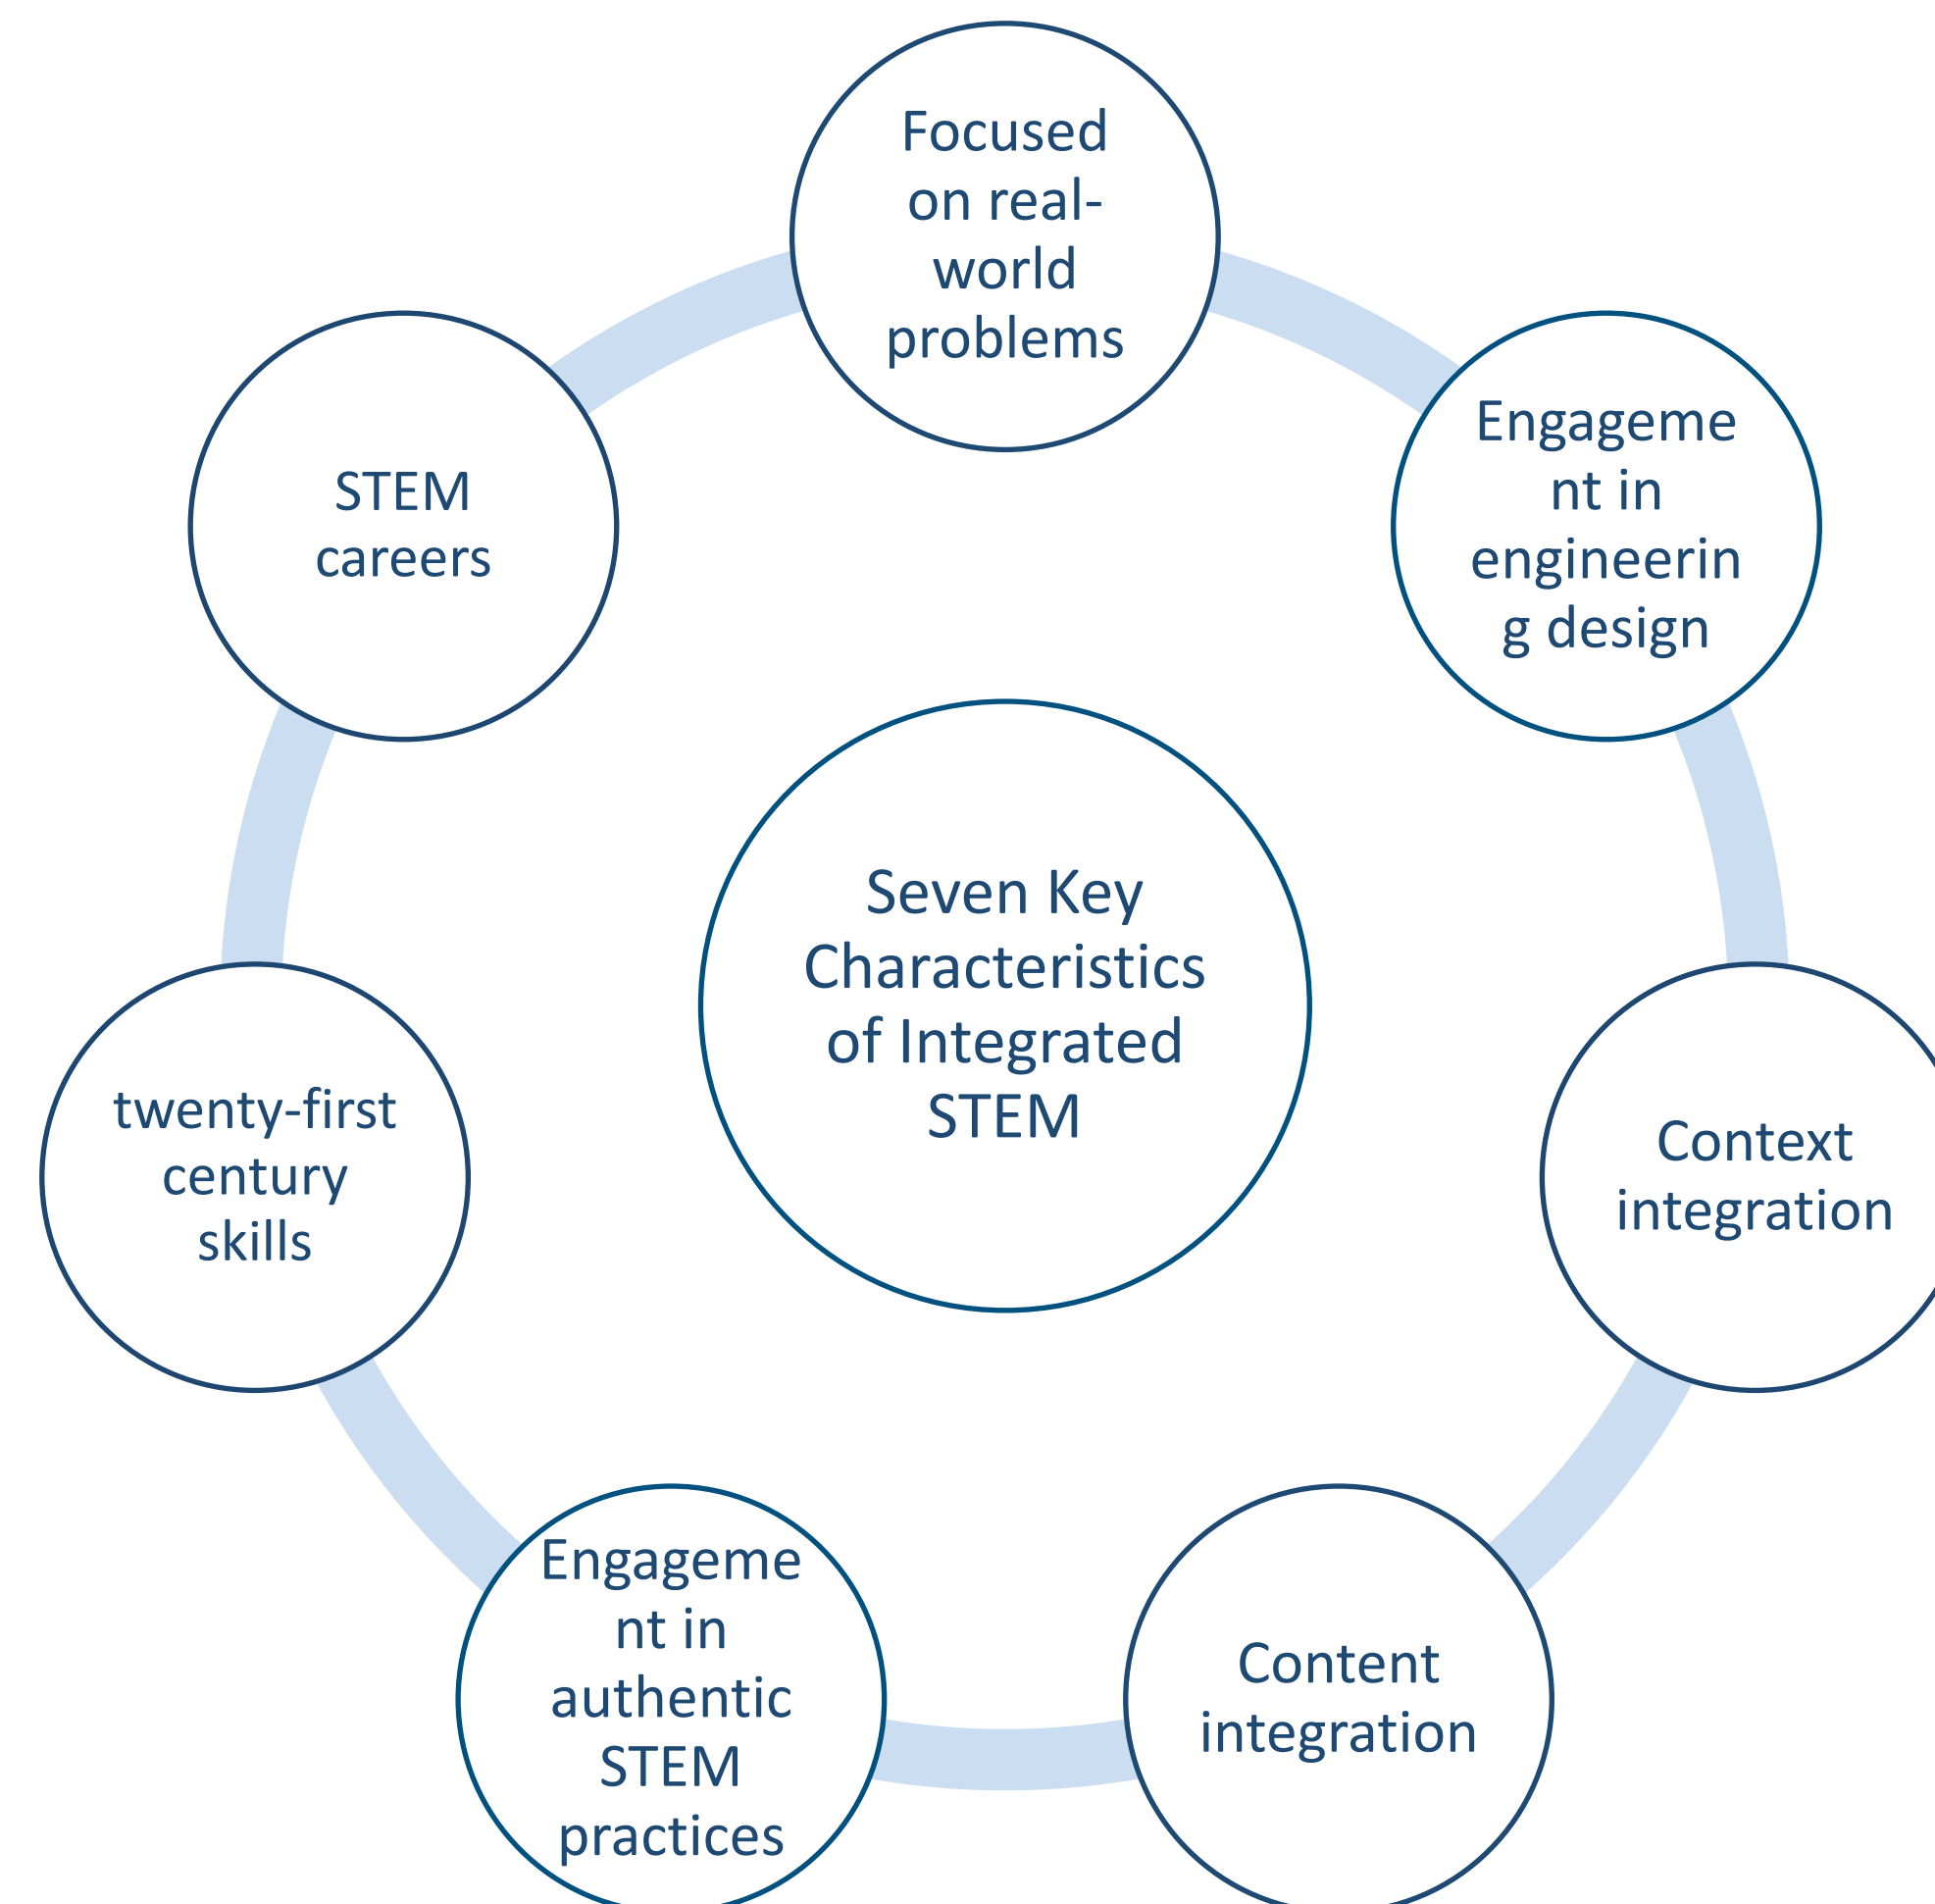 Focused
on real-
world
problems
Engageme
nt in
engineerin
g design
Context
integration
Content
integration
Engageme
nt in
authentic
STEM
practices
twenty-first
century
skills
STEM
careers
Seven Key
Characteristics
of Integrated
STEM